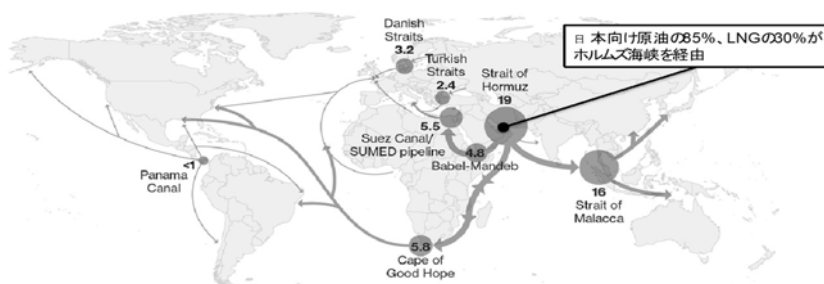 Danish
Straits
3.2
Turkish
Straits
2.4
Strait of
Hormuz
19
日本向け原油の85%、LNGの30%が
ホルムズ海峡を経由
5.5
Suez Canal/
SUMED pipeline
4.8
Babel-Mandeb
<1
Panama
Canal
16
Strait of
Malacca
5.8
Cape of
Good Hope